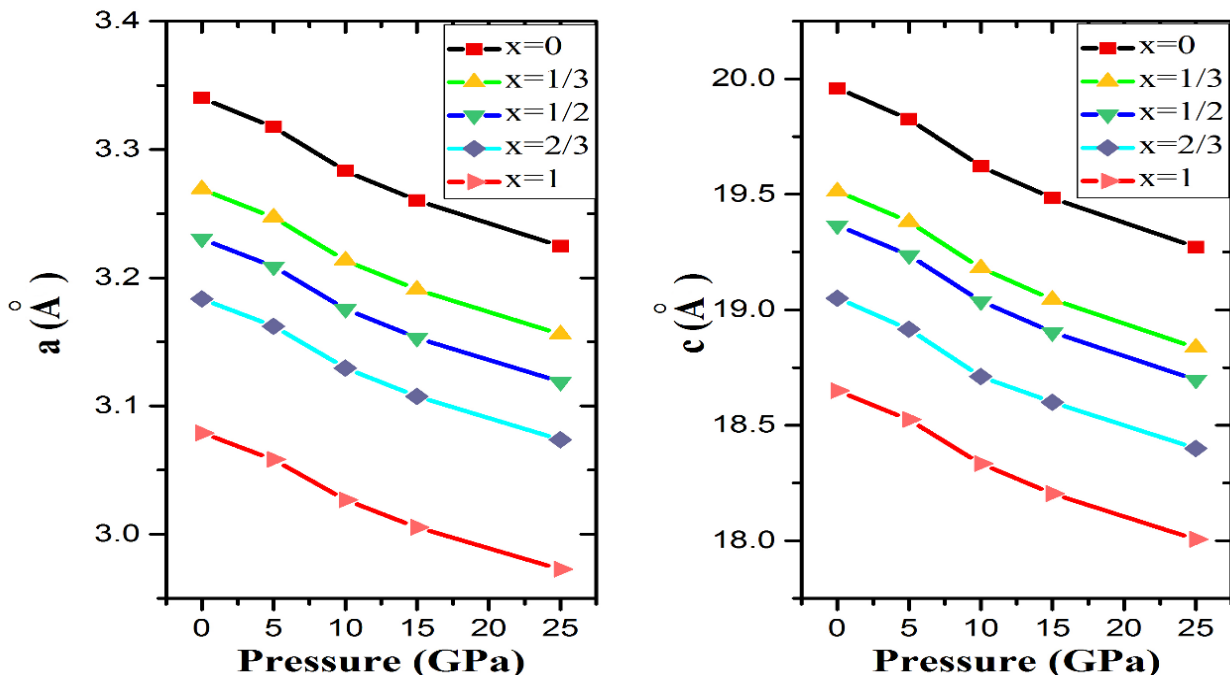 3.4
3.3
3.2
3.1
3.0
a (Å)
0 5 10 15 20 25
Pressure (GPa)
x=0
x=1/3
x=1/2
x=2/3
x=1
20.0
19.5
19.0
18.5
18.0
c (Å)
0 5 10 15 20 25
Pressure (GPa)
x=0
x=1/3
x=1/2
x=2/3
x=1